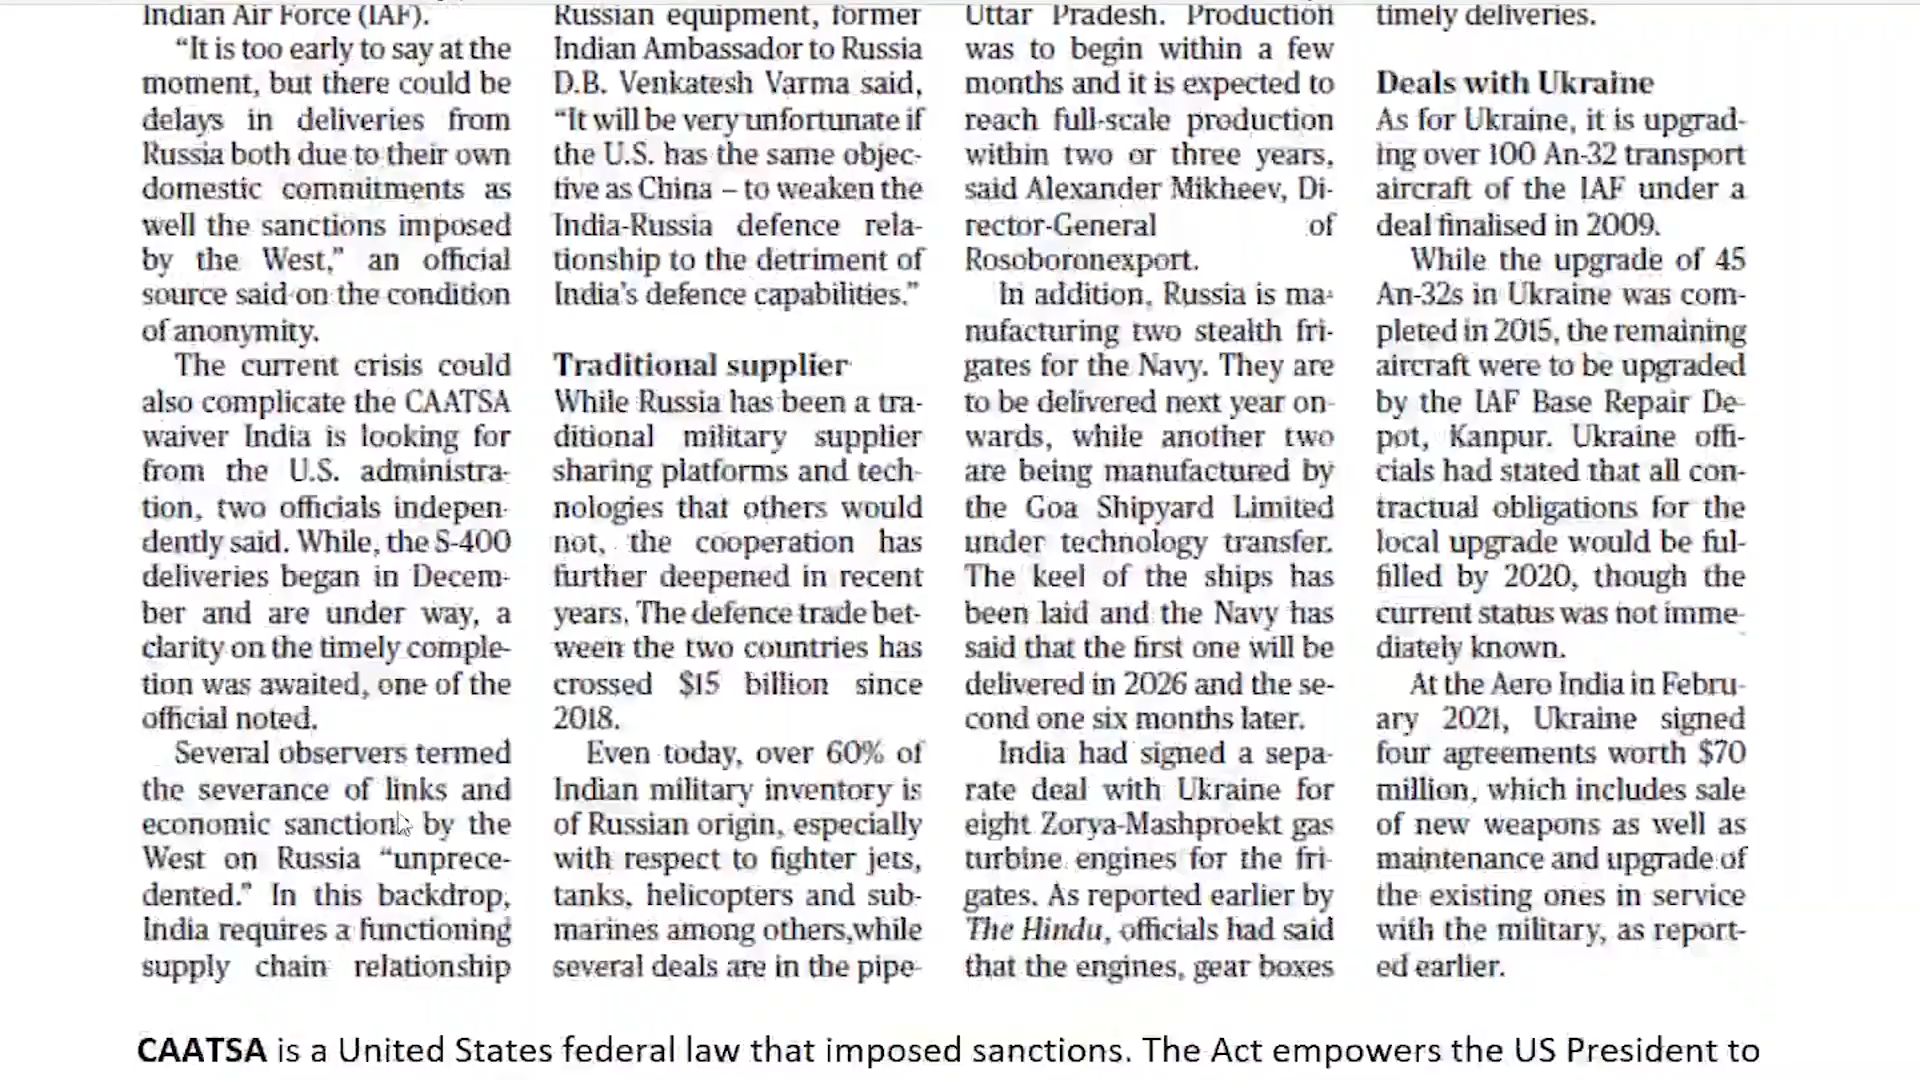 Indian Air Force (IAF).
“It is too early to say at the
moment, but there could be
delays in deliveries from
Russia both due to their own
domestic commitments as
well the sanctions imposed
by the West,” an official
source said on the condition
of anonymity.
The current crisis could
also complicate the CAATSA
waiver India is looking for
from the U.S. administra-
tion, two officials indepen-
dently said. While, the S-400
deliveries began in Decem-
ber and are under way, a
clarity on the timely comple-
tion was awaited, one of the
official noted.
Several observers termed
the severance of links and
economic sanctions by the
West on Russia “unprece-
dented.” In this backdrop,
India requires a functioning
supply chain relationship
Russian equipment, former
Indian Ambassador to Russia
D.B. Venkatesh Varma said,
“It will be very unfortunate if
the U.S. has the same objec-
tive as China – to weaken the
India-Russia defence rela-
tionship to the detriment of
India’s defence capabilities.”
Traditional supplier
While Russia has been a tra-
ditional military supplier
sharing platforms and tech-
nologies that others would
not, the cooperation has
further deepened in recent
years. The defence trade bet-
ween the two countries has
crossed $15 billion since
2018.
Even today, over 60% of
Indian military inventory is
of Russian origin, especially
with respect to fighter jets,
tanks, helicopters and sub-
marines among others,while
several deals are in the pipe-
Uttar Pradesh. Production
was to begin within a few
months and it is expected to
reach full-scale production
within two or three years,
said Alexander Mikheev, Di-
rector-General of
Rosoboronexport.
In addition, Russia is ma-
nufacturing two stealth fri-
gates for the Navy. They are
to be delivered next year on-
wards, while another two
are being manufactured by
the Goa Shipyard Limited
under technology transfer.
The keel of the ships has
been laid and the Navy has
said that the first one will be
delivered in 2026 and the se-
cond one six months later.
India had signed a sepa-
rate deal with Ukraine for
eight Zorya-Mashproekt gas
turbine engines for the fri-
gates. As reported earlier by
The Hindu, officials had said
that the engines, gear boxes
timely deliveries.
Deals with Ukraine
As for Ukraine, it is upgrad-
ing over 100 An-32 transport
aircraft of the IAF under a
deal finalised in 2009.
While the upgrade of 45
An-32s in Ukraine was com-
pleted in 2015, the remaining
aircraft were to be upgraded
by the IAF Base Repair De-
pot, Kanpur. Ukraine offi-
cials had stated that all con-
tractual obligations for the
local upgrade would be ful-
filled by 2020, though the
current status was not imme-
diately known.
At the Aero India in Febru-
ary 2021, Ukraine signed
four agreements worth $70
million, which includes sale
of new weapons as well as
maintenance and upgrade of
the existing ones in service
with the military, as report-
ed earlier.
CAATSA is a United States federal law that imposed sanctions. The Act empowers the US President to